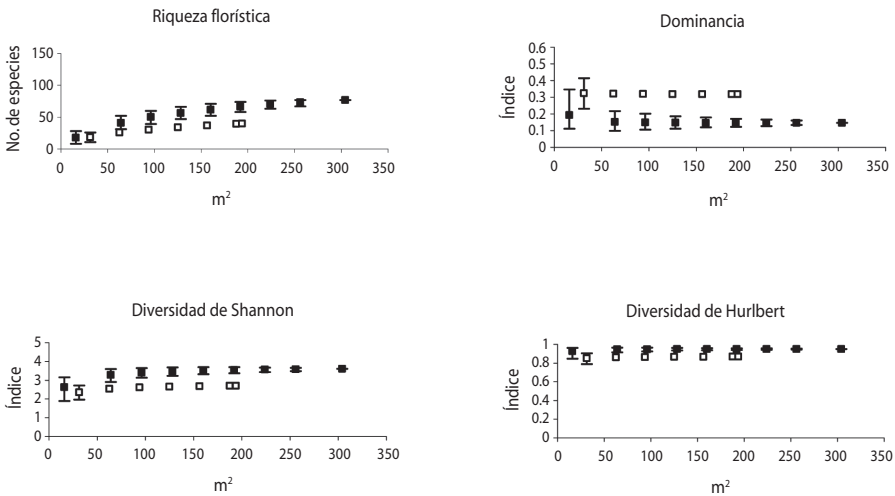 Riqueza florística
No. de especies
150
100
50
0
0 50 100 150 200 250 300 350
m²
Dominancia
Índice
0.6
0.5
0.4
0.3
0.2
0.1
0
0 50 100 150 200 250 300 350
m²
Diversidad de Shannon
Índice
5
4
3
2
1
0
0 50 100 150 200 250 300 350
m²
Diversidad de Hurlbert
Índice
1
0.8
0.6
0.4
0.2
0
0 50 100 150 200 250 300 350
m²